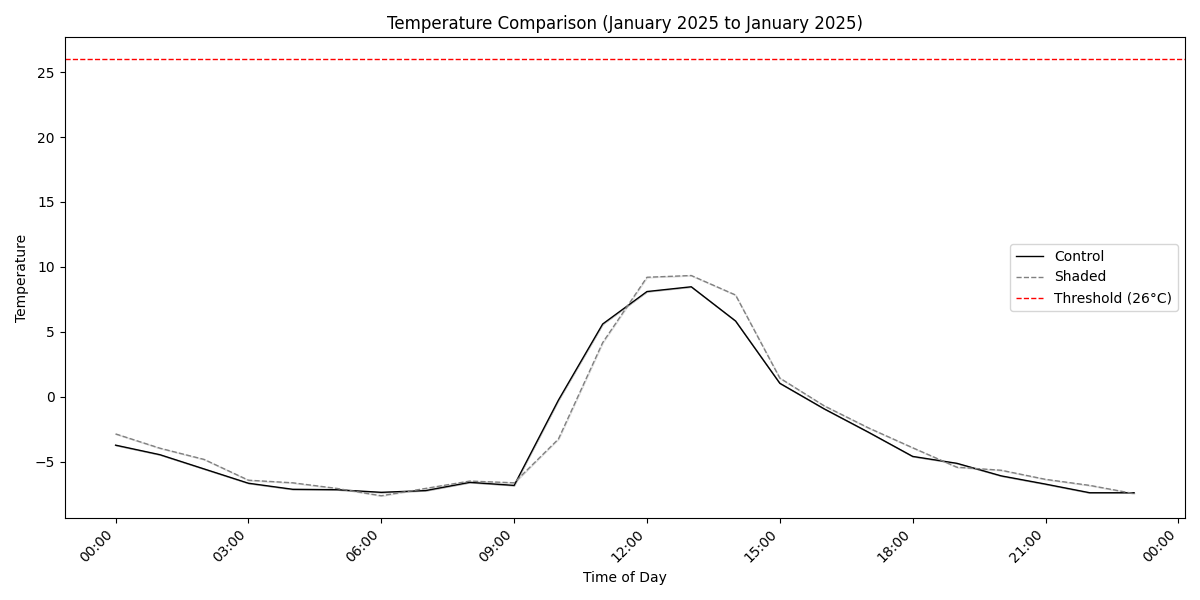 Temperature Comparison (January 2025 to January 2025)
25
20
15
10
5
0
−5
Temperature
Control
Shaded
Threshold (26°C)
00:00
03:00
06:00
09:00
12:00
15:00
18:00
21:00
00:00
Time of Day